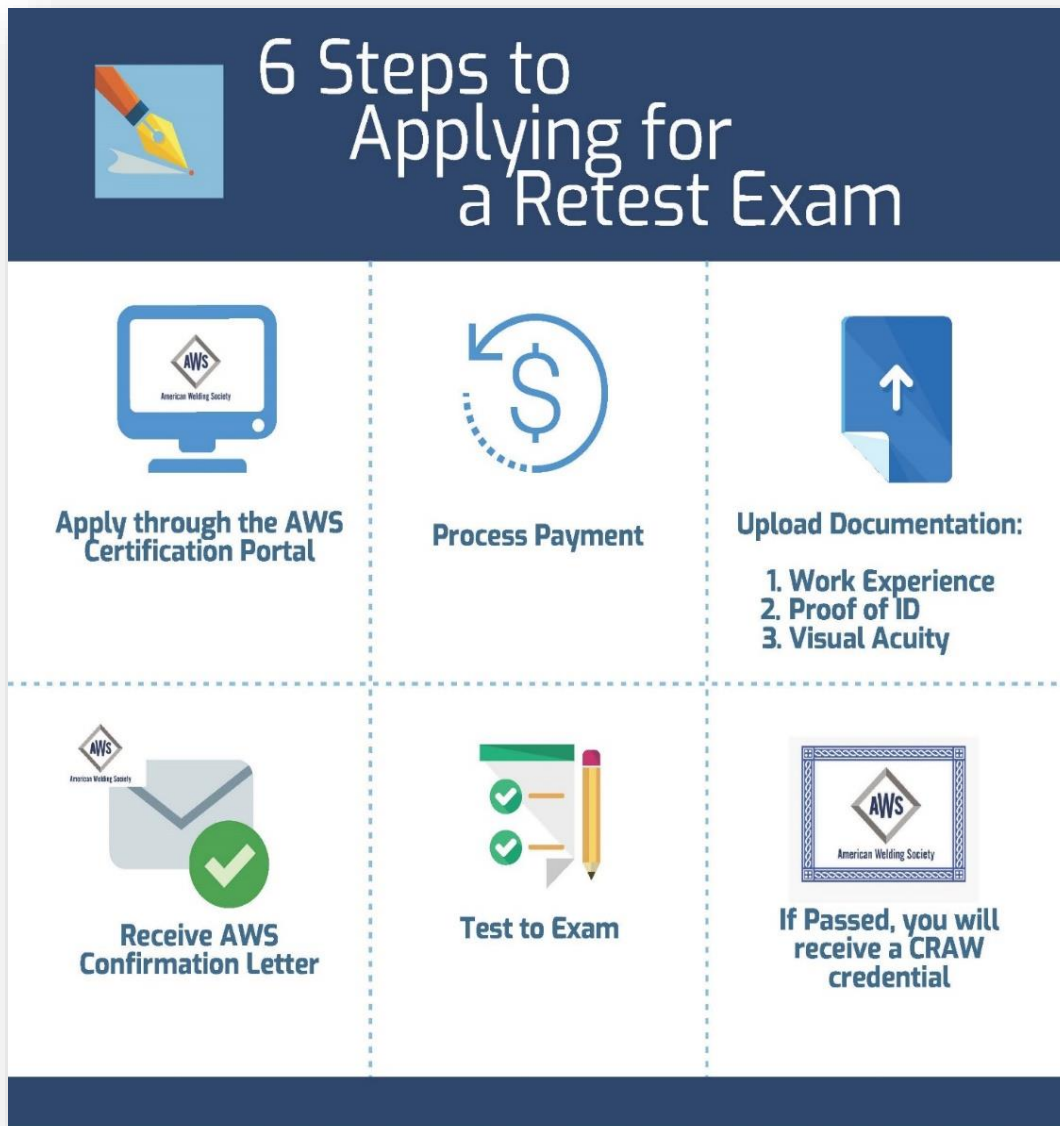 6 Steps to
Applying for
a Retest Exam
AWS
American Welding Society
Apply through the AWS
Certification Portal
$
Process Payment
Upload Documentation:
1. Work Experience
2. Proof of ID
3. Visual Acuity
AWS
American Welding Society
Receive AWS
Confirmation Letter
Test to Exam
AWS
American Welding Society
If Passed, you will
receive a CRAW
credential